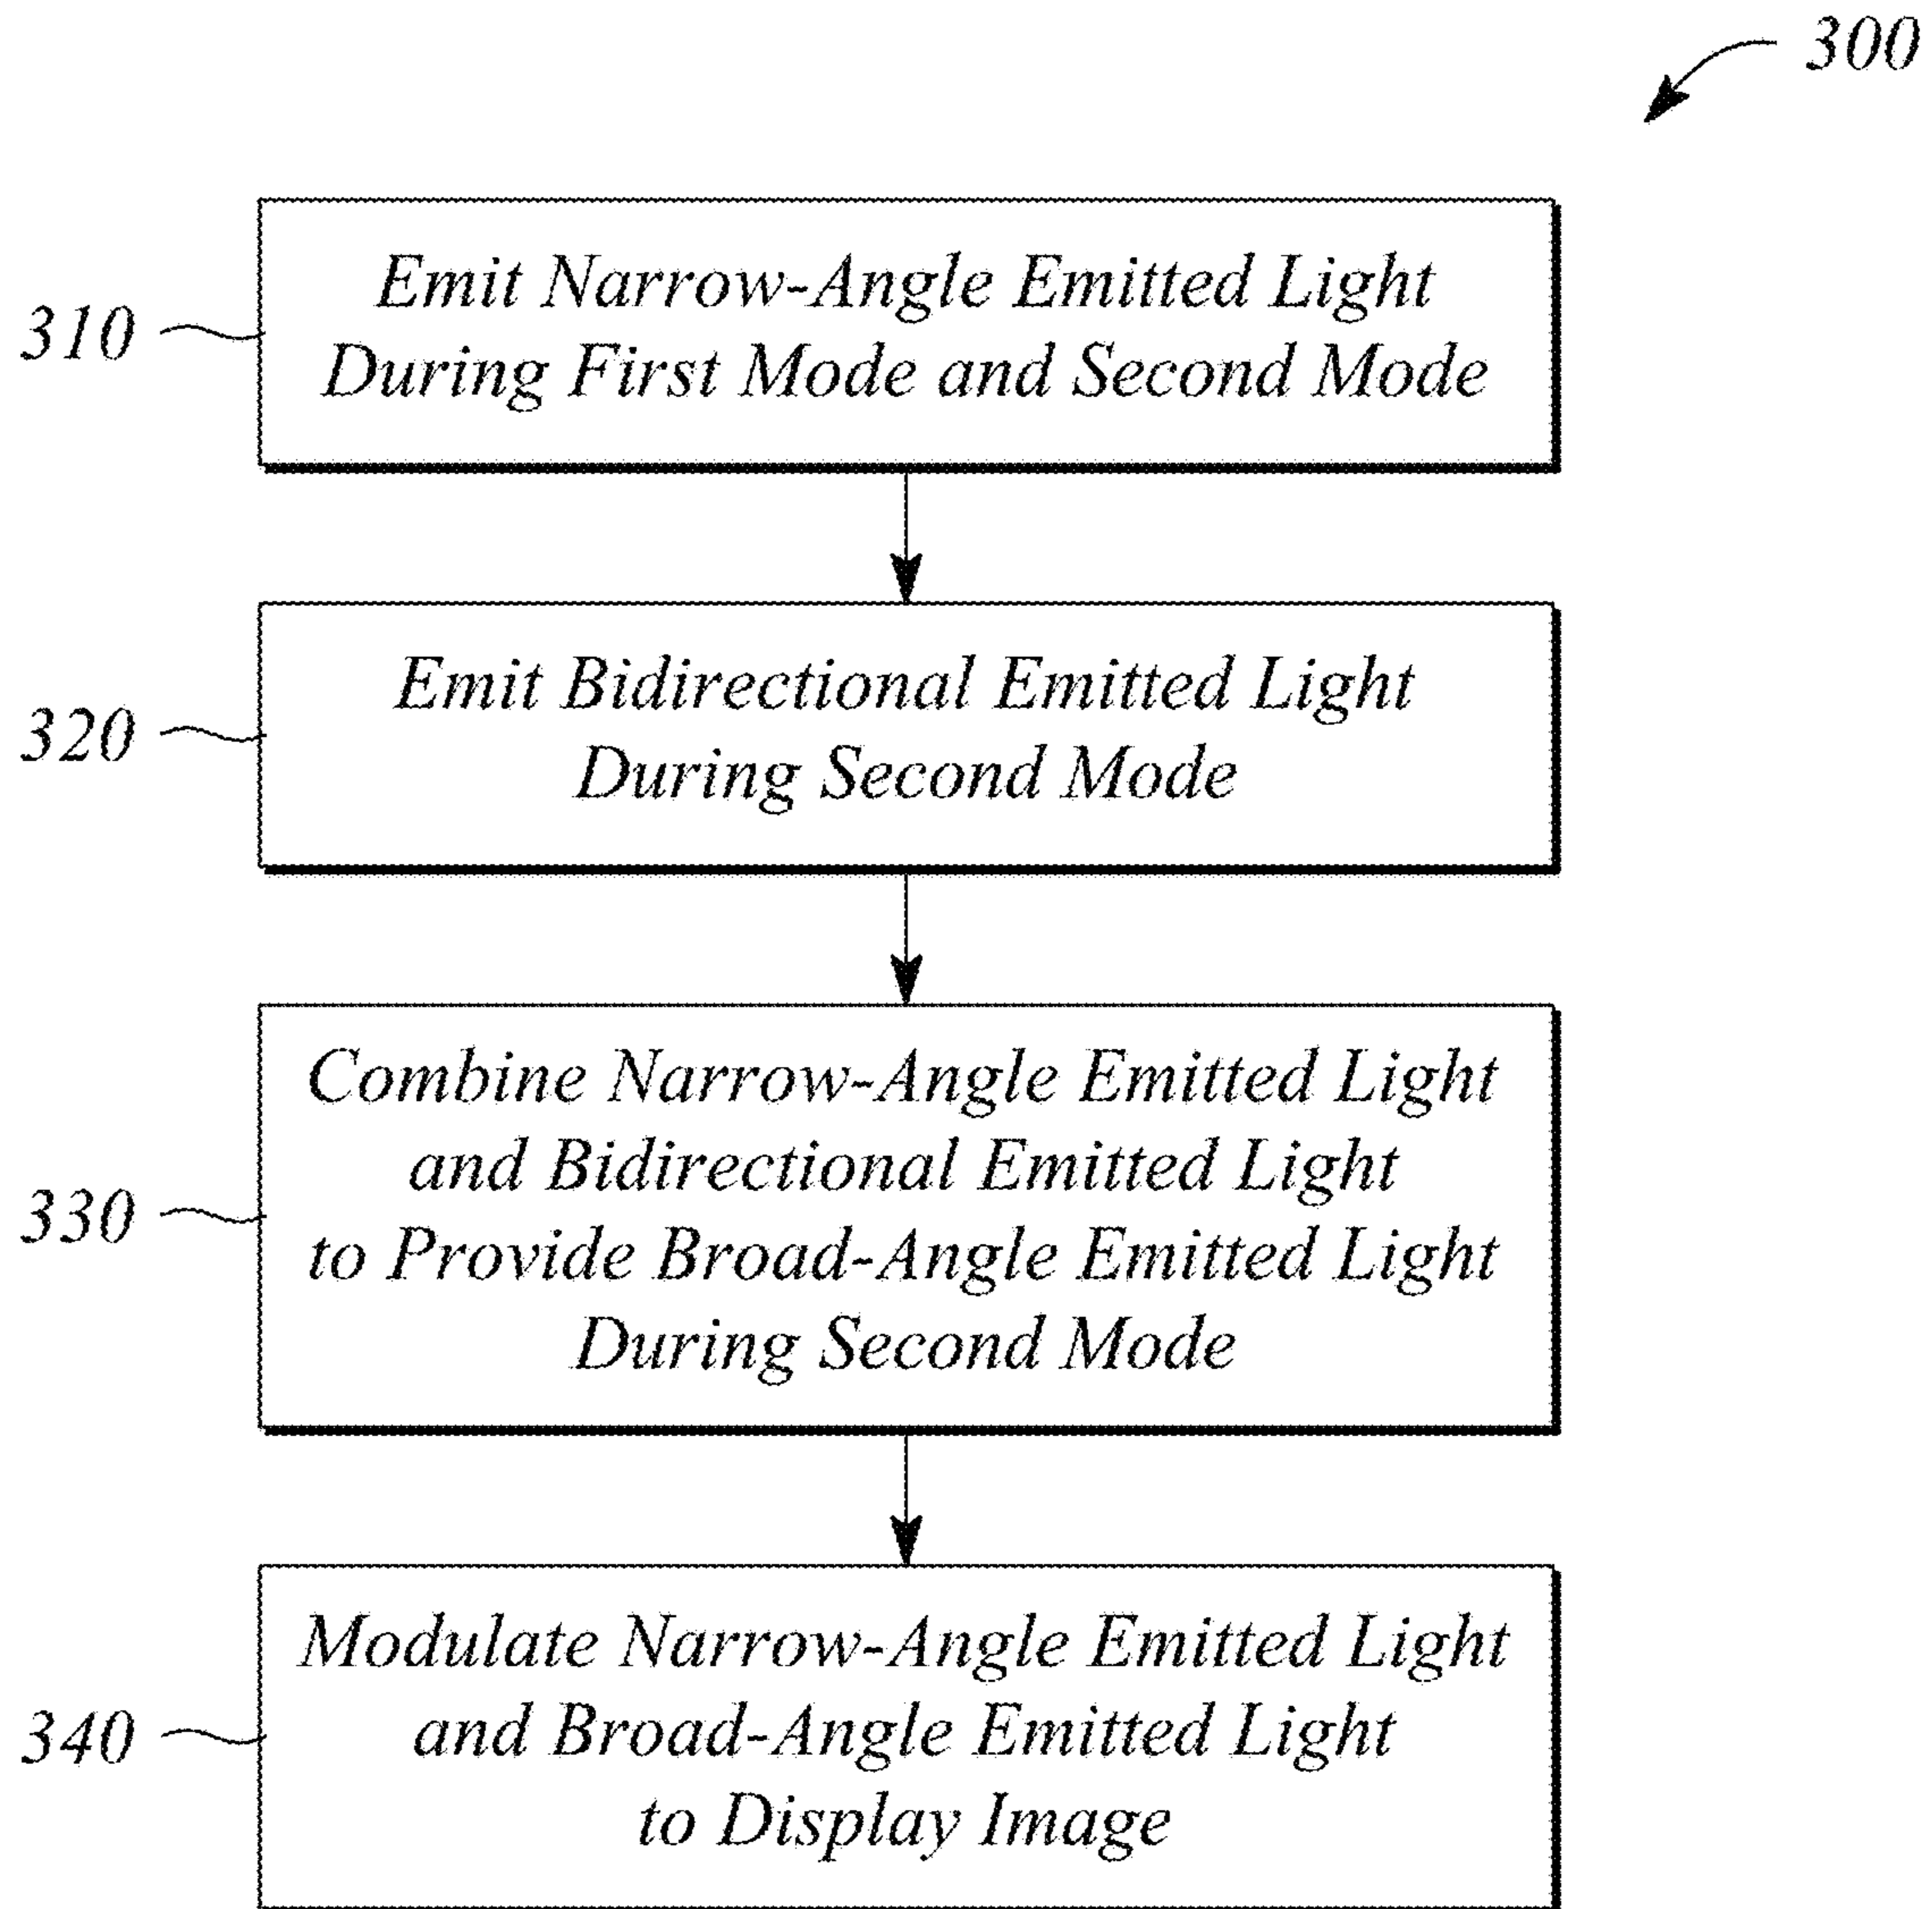 300
310
Emit Narrow-Angle Emitted Light
During First Mode and Second Mode
320
Emit Bidirectional Emitted Light
During Second Mode
330
Combine Narrow-Angle Emitted Light
and Bidirectional Emitted Light
to Provide Broad-Angle Emitted Light
During Second Mode
340
Modulate Narrow-Angle Emitted Light
and Broad-Angle Emitted Light
to Display Image